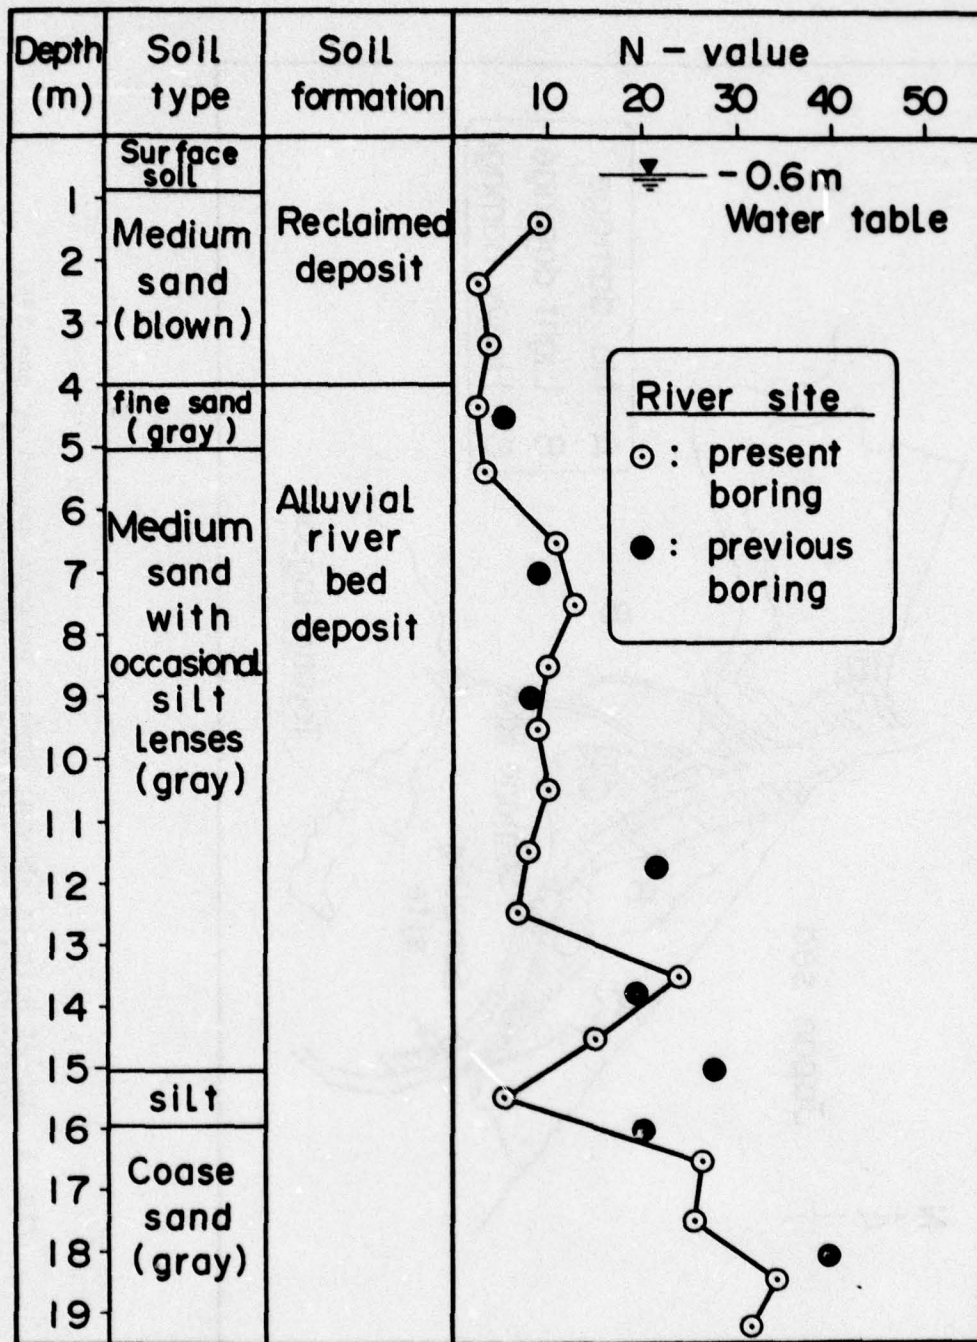 Depth (m)
Soil type
Soil formation
N - value
10 20 30 40 50
1
2
3
4
5
6
7
8
9
10
11
12
13
14
15
16
17
18
19
Surface
soil
Medium
sand
(blown)
fine sand
(gray)
Medium
sand
with
occasional
silt
lenses
(gray)
silt
Coase
sand
(gray)
Reclaimed
deposit
Alluvial
river
bed
deposit
-0.6m
Water table
River site
⊙ : present
boring
● : previous
boring